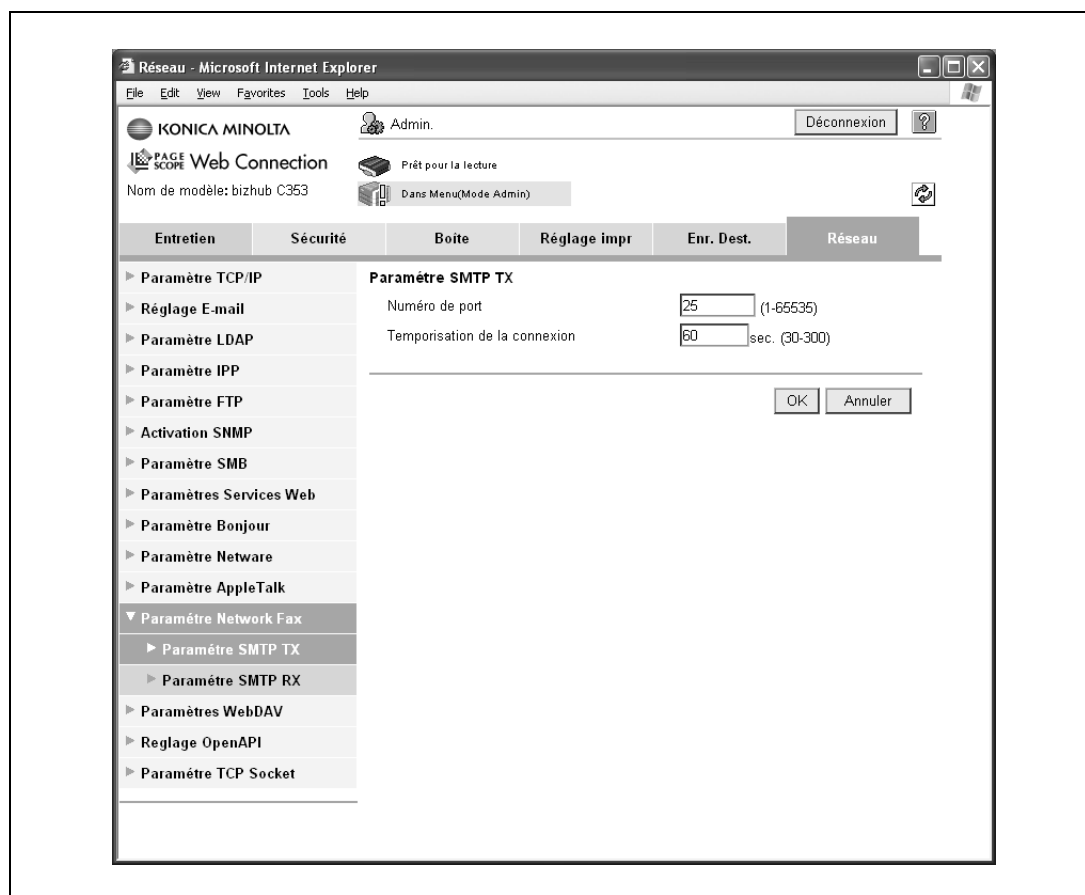 Réseau - Microsoft Internet Explorer
File Edit View Favorites Tools Help
KONICA MINOLTA
Admin.
Déconnexion
?
PAGE SCOPE Web Connection
Prêt pour la lecture
Nom de modèle: bizhub C353
Dans Menu(Mode Admin)
Entretien Sécurité Boîte Réglage impr Enr. Dest. Réseau
Paramètre TCP/IP
Réglage E-mail
Paramètre LDAP
Paramètre IPP
Paramètre FTP
Activation SNMP
Paramètre SMB
Paramètres Services Web
Paramètre Bonjour
Paramètre Netware
Paramètre AppleTalk
Paramétre Network Fax
Paramétre SMTP TX
Paramétre SMTP RX
Paramètres WebDAV
Reglage OpenAPI
Paramétre TCP Socket
Paramétre SMTP TX
Numéro de port 25 (1-65535)
Temporisation de la connexion 60 sec. (30-300)
OK Annuler